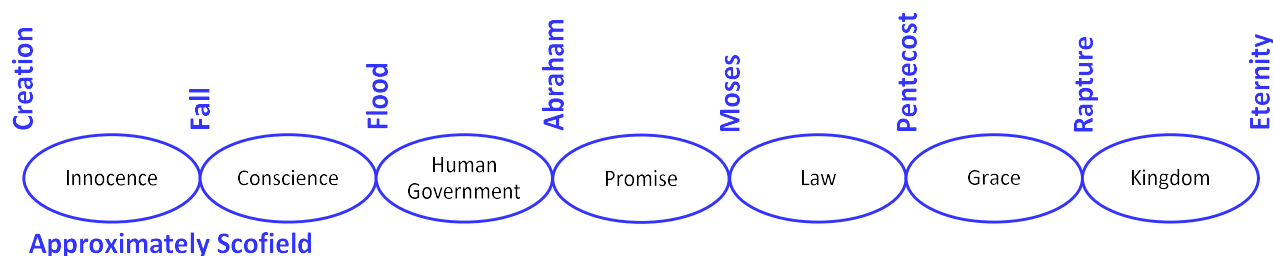 Creation
Fall
Flood
Abraham
Moses
Pentecost
Rapture
Eternity
Innocence
Conscience
Human
Government
Promise
Law
Grace
Kingdom
Approximately Scofield